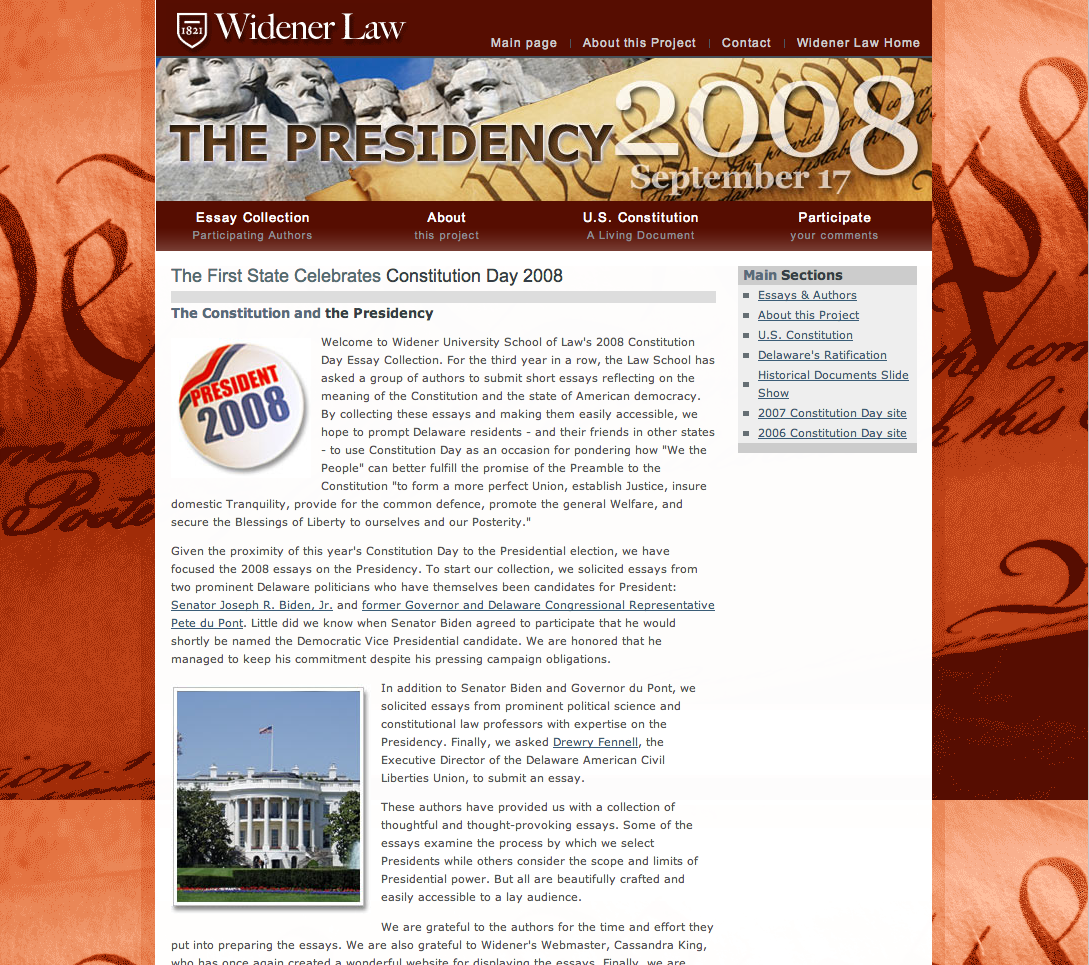 1821 Widener Law
Main page | About this Project | Contact | Widener Law Home
THE PRESIDENCY 2008
September 17
Essay Collection
Participating Authors
About
this project
U.S. Constitution
A Living Document
Participate
your comments
The First State Celebrates Constitution Day 2008
The Constitution and the Presidency
PRESIDENT
2008
Welcome to Widener University School of Law's 2008 Constitution
Day Essay Collection. For the third year in a row, the Law School has
asked a group of authors to submit short essays reflecting on the
meaning of the Constitution and the state of American democracy.
By collecting these essays and making them easily accessible, we
hope to prompt Delaware residents - and their friends in other states
- to use Constitution Day as an occasion for pondering how "We the
People" can better fulfill the promise of the Preamble to the
Constitution "to form a more perfect Union, establish Justice, insure
domestic Tranquility, provide for the common defence, promote the general Welfare, and
secure the Blessings of Liberty to ourselves and our Posterity."
Given the proximity of this year's Constitution Day to the Presidential election, we have
focused the 2008 essays on the Presidency. To start our collection, we solicited essays from
two prominent Delaware politicians who have themselves been candidates for President:
Senator Joseph R. Biden, Jr. and former Governor and Delaware Congressional Representative
Pete du Pont. Little did we know when Senator Biden agreed to participate that he would
shortly be named the Democratic Vice Presidential candidate. We are honored that he
managed to keep his commitment despite his pressing campaign obligations.
In addition to Senator Biden and Governor du Pont, we
solicited essays from prominent political science and
constitutional law professors with expertise on the
Presidency. Finally, we asked Drewry Fennell, the
Executive Director of the Delaware American Civil
Liberties Union, to submit an essay.
These authors have provided us with a collection of
thoughtful and thought-provoking essays. Some of the
essays examine the process by which we select
Presidents while others consider the scope and limits of
Presidential power. But all are beautifully crafted and
easily accessible to a lay audience.
We are grateful to the authors for the time and effort they
put into preparing the essays. We are also grateful to Widener's Webmaster, Cassandra King,
who has once again created a wonderful website for displaying the essays. Finally, we are
Main Sections
Essays & Authors
About this Project
U.S. Constitution
Delaware's Ratification
Historical Documents Slide
Show
2007 Constitution Day site
2006 Constitution Day site